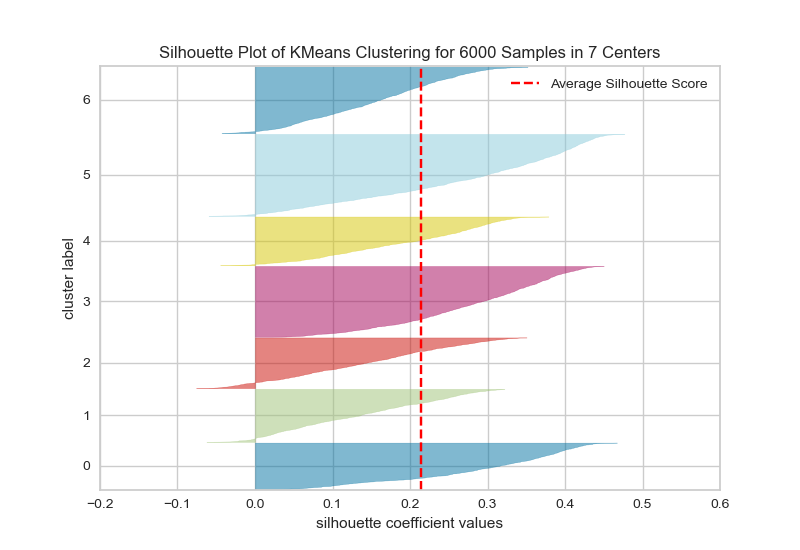 Silhouette Plot of KMeans Clustering for 6000 Samples in 7 Centers
Average Silhouette Score
6
5
4
3
2
1
0
cluster label
−0.2 −0.1 0.0 0.1 0.2 0.3 0.4 0.5 0.6
silhouette coefficient values